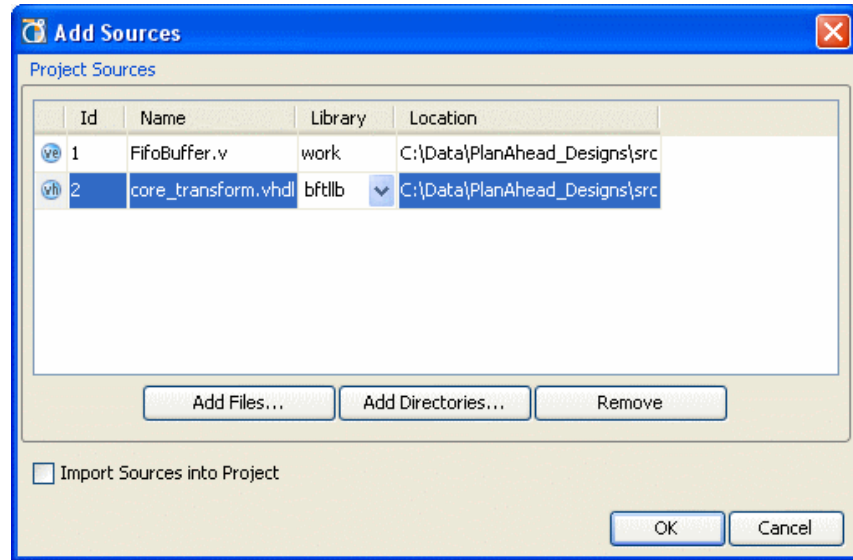 Add Sources
Project Sources
Id Name Library Location
ve 1 FifoBuffer.v work C:\Data\PlanAhead_Designs\src
vh 2 core_transform.vhdl bftllb C:\Data\PlanAhead_Designs\src
Add Files... Add Directories... Remove
Import Sources into Project
OK Cancel